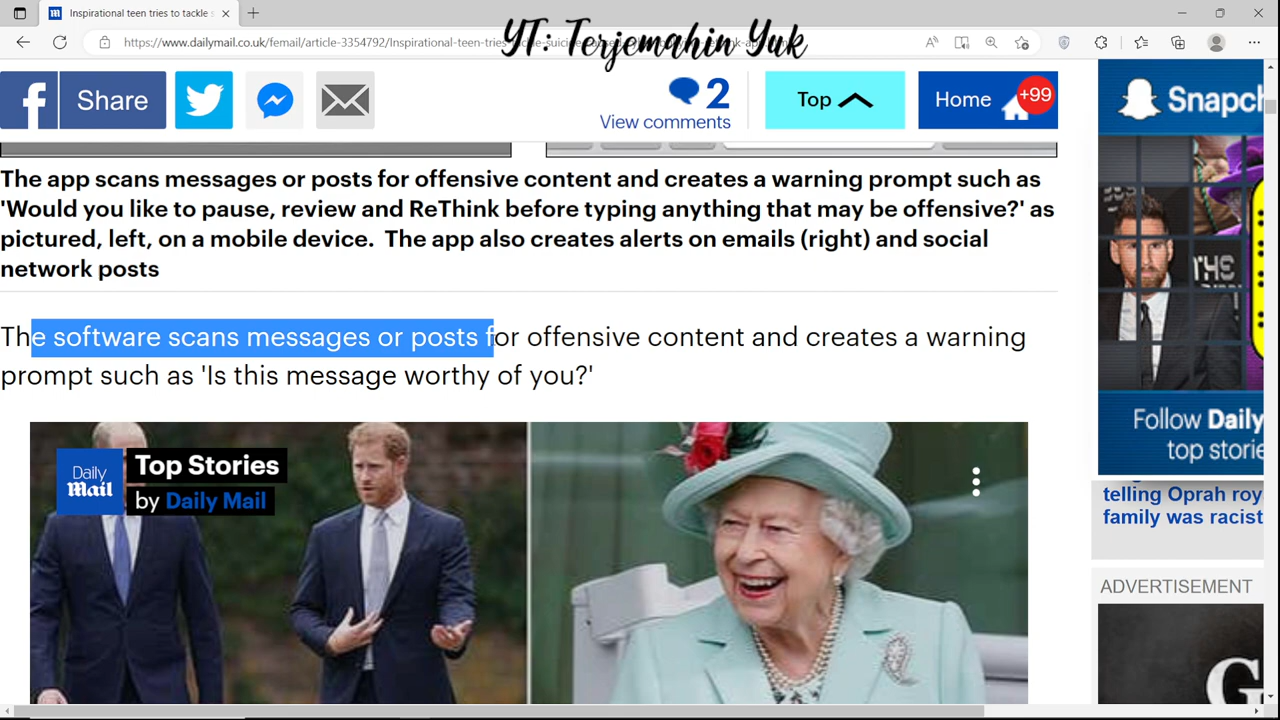 Inspirational teen tries to tackle s
YT: Terjemahin Yuk
https://www.dailymail.co.uk/femail/article-3354792/Inspirational-teen-tries-
Share
2
View comments
Top
Home
+99
Snapch
The app scans messages or posts for offensive content and creates a warning prompt such as
'Would you like to pause, review and ReThink before typing anything that may be offensive?' as
pictured, left, on a mobile device. The app also creates alerts on emails (right) and social
network posts
THE
The software scans messages or posts for offensive content and creates a warning
prompt such as 'Is this message worthy of you?'
Follow Daily
top storie
Daily
Mail
Top Stories
by Daily Mail
telling Oprah roy
family was racist
ADVERTISEMENT
G